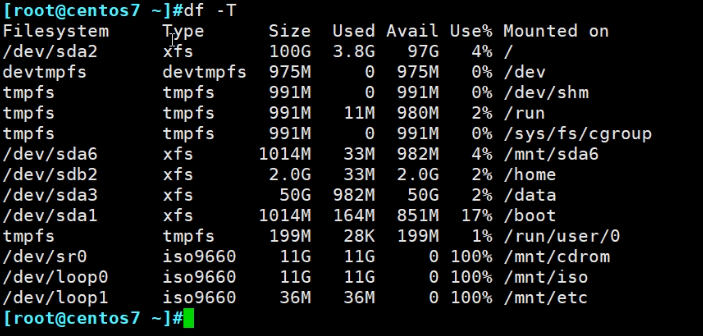 [root@centos7 ~]#df -T
Filesystem     Type      Size  Used Avail Use% Mounted on
/dev/sda2      xfs       100G  3.8G   97G   4% /
devtmpfs       devtmpfs  975M     0  975M   0% /dev
tmpfs          tmpfs     991M     0  991M   0% /dev/shm
tmpfs          tmpfs     991M   11M  980M   2% /run
tmpfs          tmpfs     991M     0  991M   0% /sys/fs/cgroup
/dev/sda6      xfs      1014M   33M  982M   4% /mnt/sda6
/dev/sdb2      xfs       2.0G   33M  2.0G   2% /home
/dev/sda3      xfs        50G  982M   50G   2% /data
/dev/sda1      xfs      1014M  164M  851M  17% /boot
tmpfs          tmpfs     199M   28K  199M   1% /run/user/0
/dev/sr0       iso9660    11G   11G     0 100% /mnt/cdrom
/dev/loop0     iso9660    11G   11G     0 100% /mnt/iso
/dev/loop1     iso9660    36M   36M     0 100% /mnt/etc
[root@centos7 ~]#